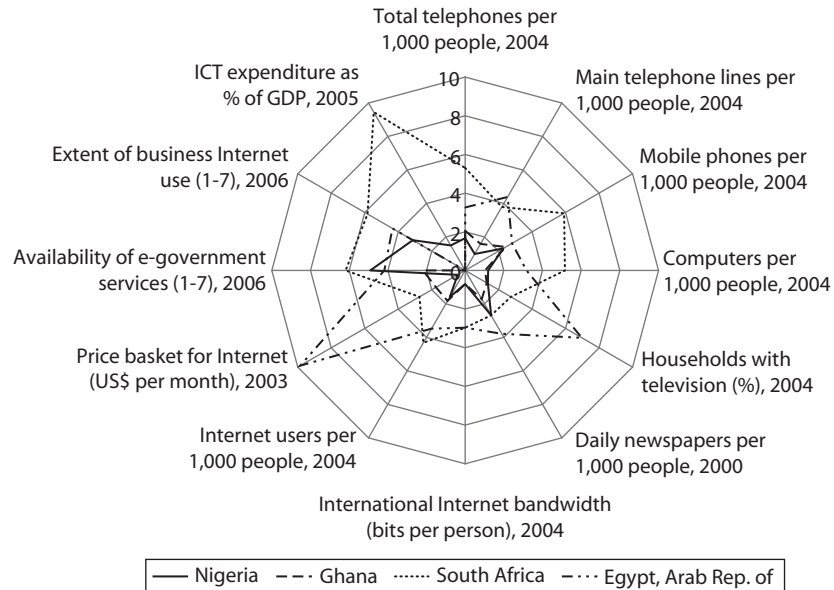 Total telephones per
1,000 people, 2004
ICT expenditure as
% of GDP, 2005
Main telephone lines per
1,000 people, 2004
Extent of business Internet
use (1-7), 2006
Mobile phones per
1,000 people, 2004
Availability of e-government
services (1-7), 2006
Computers per
1,000 people, 2004
Price basket for Internet
(US$ per month), 2003
Households with
television (%), 2004
Internet users per
1,000 people, 2004
Daily newspapers per
1,000 people, 2000
International Internet bandwidth
(bits per person), 2004
10
8
6
4
2
0
Nigeria Ghana South Africa Egypt, Arab Rep. of